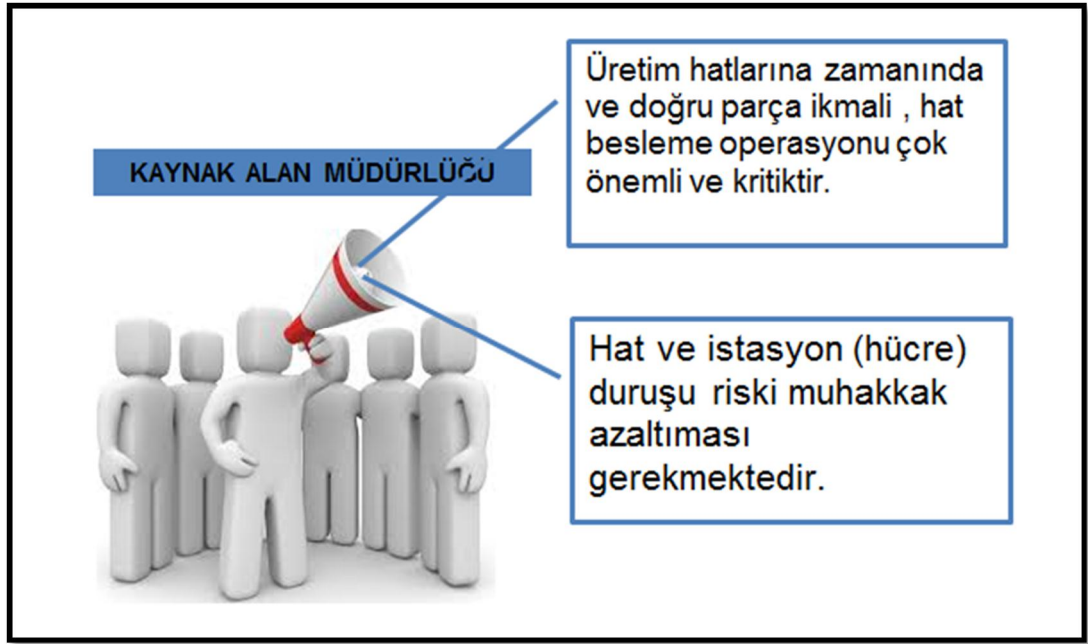 Üretim hatlarına zamanında
ve doğru parça ikmali , hat
besleme operasyonu çok
önemli ve kritiktir.
KAYNAK ALAN MÜDÜRLÜĞÜ
Hat ve istasyon (hücre)
duruşu riski muhakkak
azaltıması
gerekmektedir.